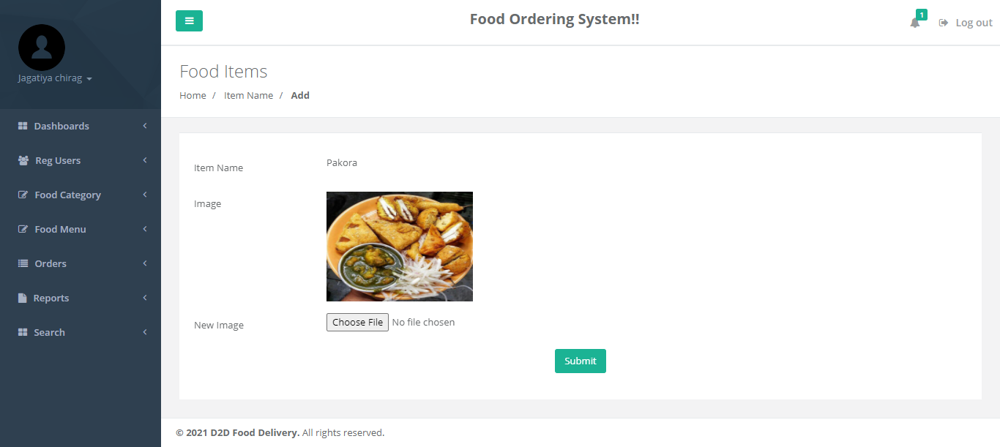 Food Ordering System!!
1
Log out
Jagatiya chirag
Dashboards
Reg Users
Food Category
Food Menu
Orders
Reports
Search
Food Items
Home / Item Name / Add
Item Name Pakora
Image
New Image Choose File No file chosen
Submit
© 2021 D2D Food Delivery. All rights reserved.